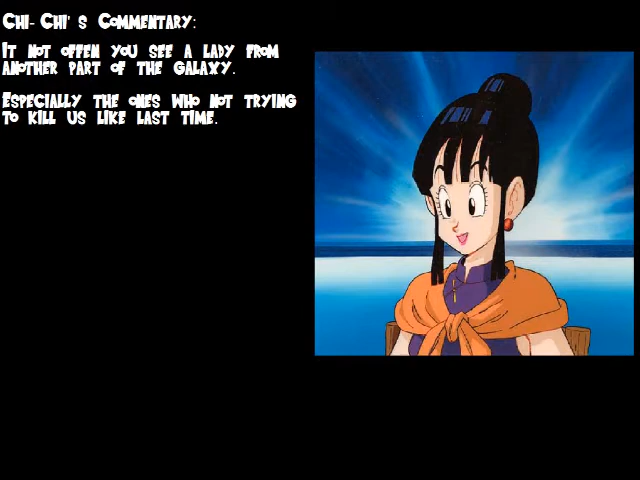 Chi-Chi's Commentary:
It not offen you see a lady from
another part of the galaxy.
Especially the ones who not trying
to kill us like last time.